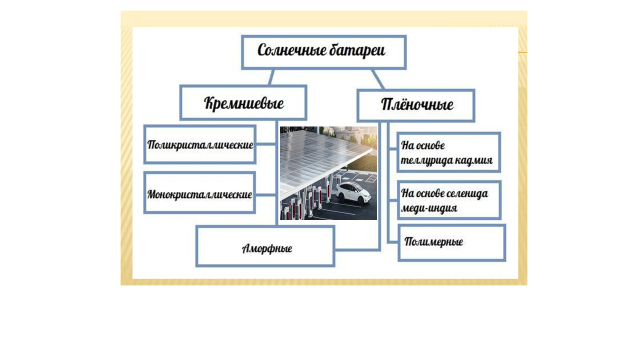 Солнечные батареи
Кремниевые
Плёночные
Поликристаллические
Монокристаллические
Аморфные
На основе
теллурида кадмия
На основе селенида
меди-индия
Полимерные